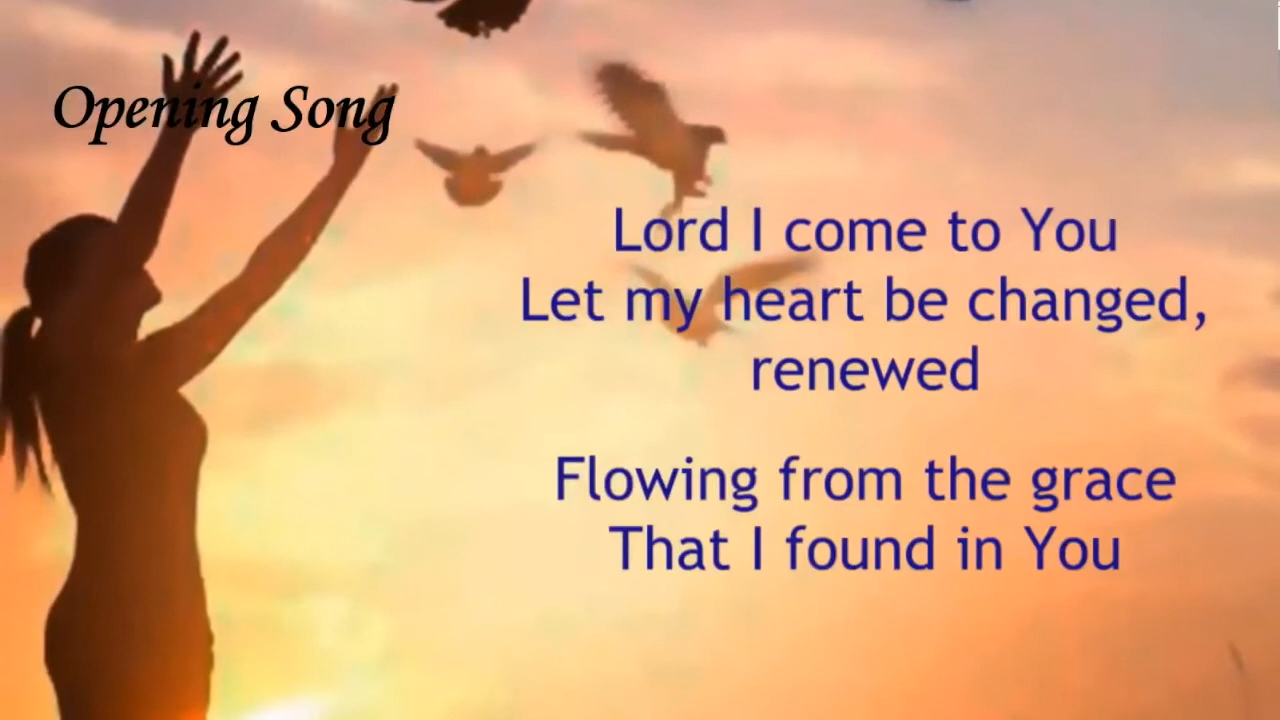 Opening Song
Lord I come to You
Let my heart be changed,
renewed
Flowing from the grace
That I found in You